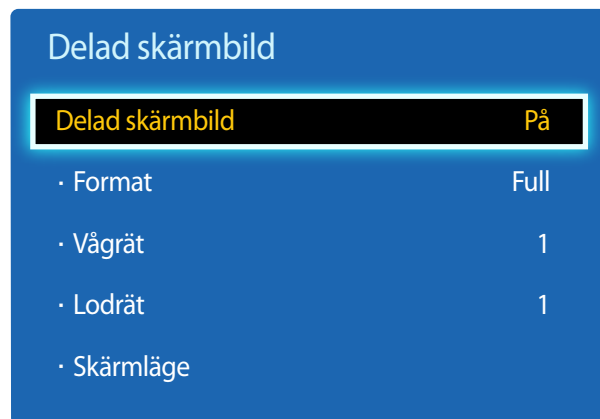 Delad skärmbild
Delad skärmbild På
· Format Full
· Vågrät 1
· Lodrät 1
· Skärmläge